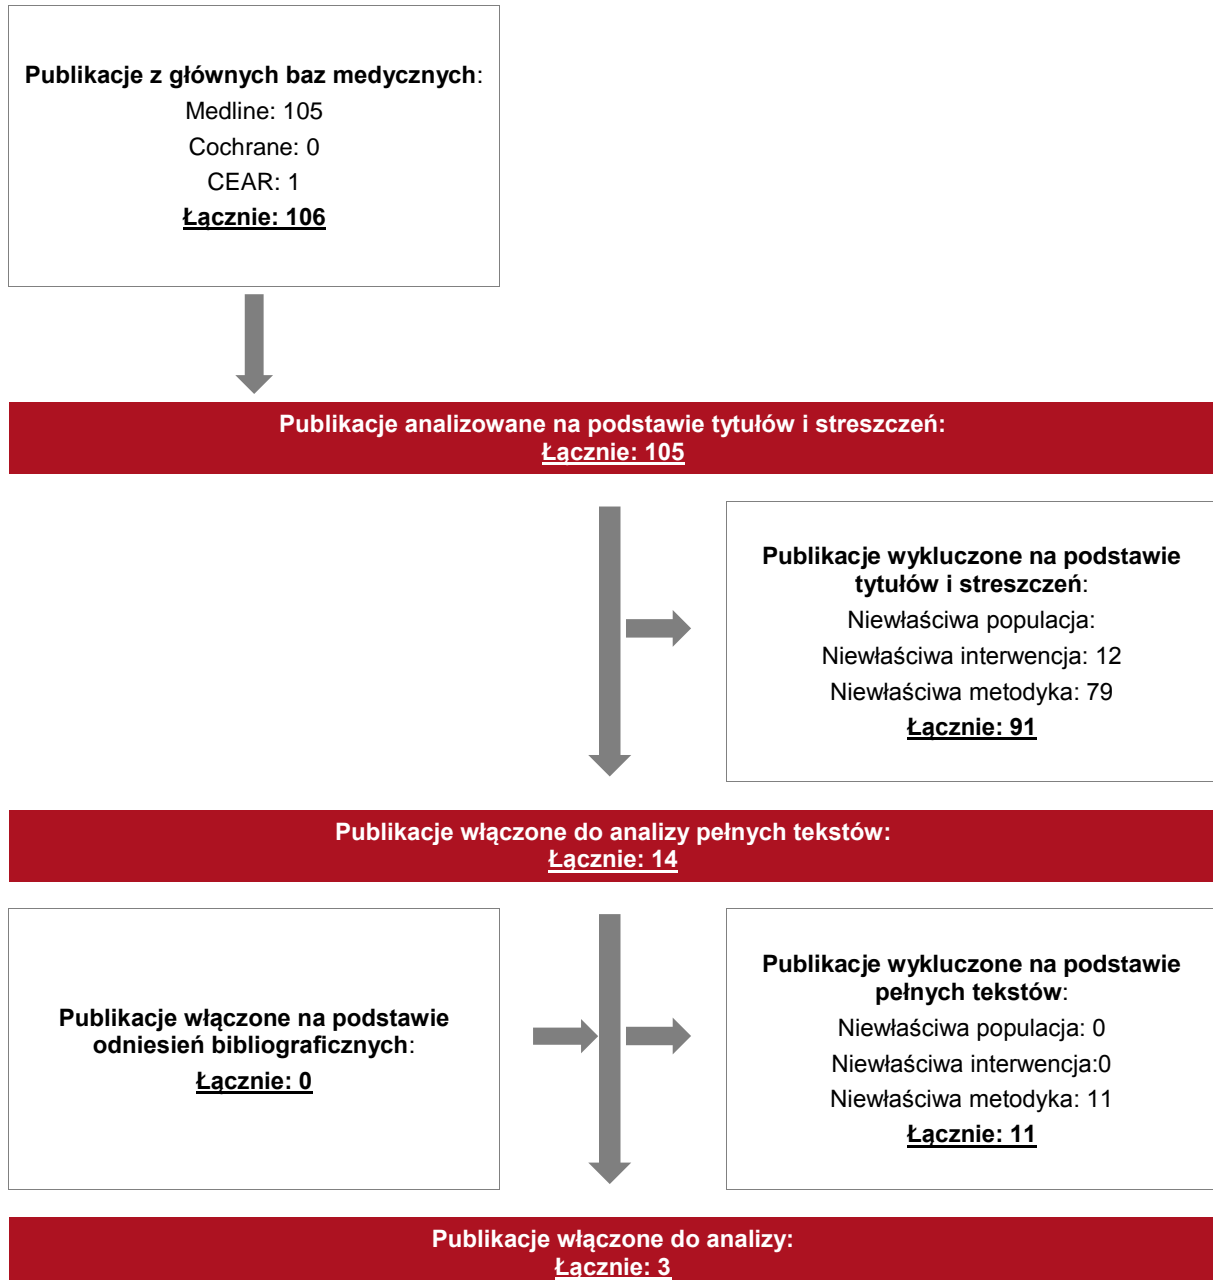 Publikacje z głównych baz medycznych:
Medline: 105
Cochrane: 0
CEAR: 1
Łącznie: 106
Publikacje analizowane na podstawie tytułów i streszczeń:
Łącznie: 105
Publikacje wykluczone na podstawie
tytułów i streszczeń:
Niewłaściwa populacja:
Niewłaściwa interwencja: 12
Niewłaściwa metodyka: 79
Łącznie: 91
Publikacje włączone do analizy pełnych tekstów:
Łącznie: 14
Publikacje włączone na podstawie
odniesień bibliograficznych:
Łącznie: 0
Publikacje wykluczone na podstawie
pełnych tekstów:
Niewłaściwa populacja: 0
Niewłaściwa interwencja:0
Niewłaściwa metodyka: 11
Łącznie: 11
Publikacje włączone do analizy:
Łącznie: 3